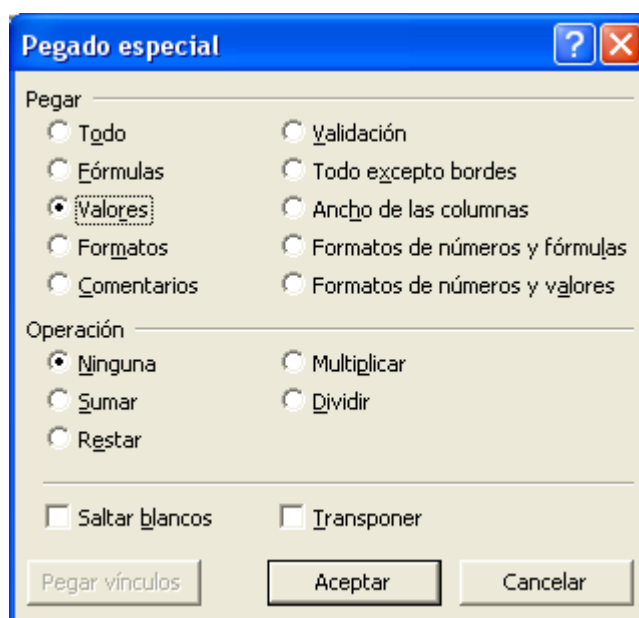 Pegado especial
Pegar
Todo
Validación
Fórmulas
Todo excepto bordes
Valores
Ancho de las columnas
Formatos
Formatos de números y fórmulas
Comentarios
Formatos de números y valores
Operación
Ninguna
Multiplicar
Sumar
Dividir
Restar
Saltar blancos
Transponer
Pegar vínculos
Aceptar
Cancelar